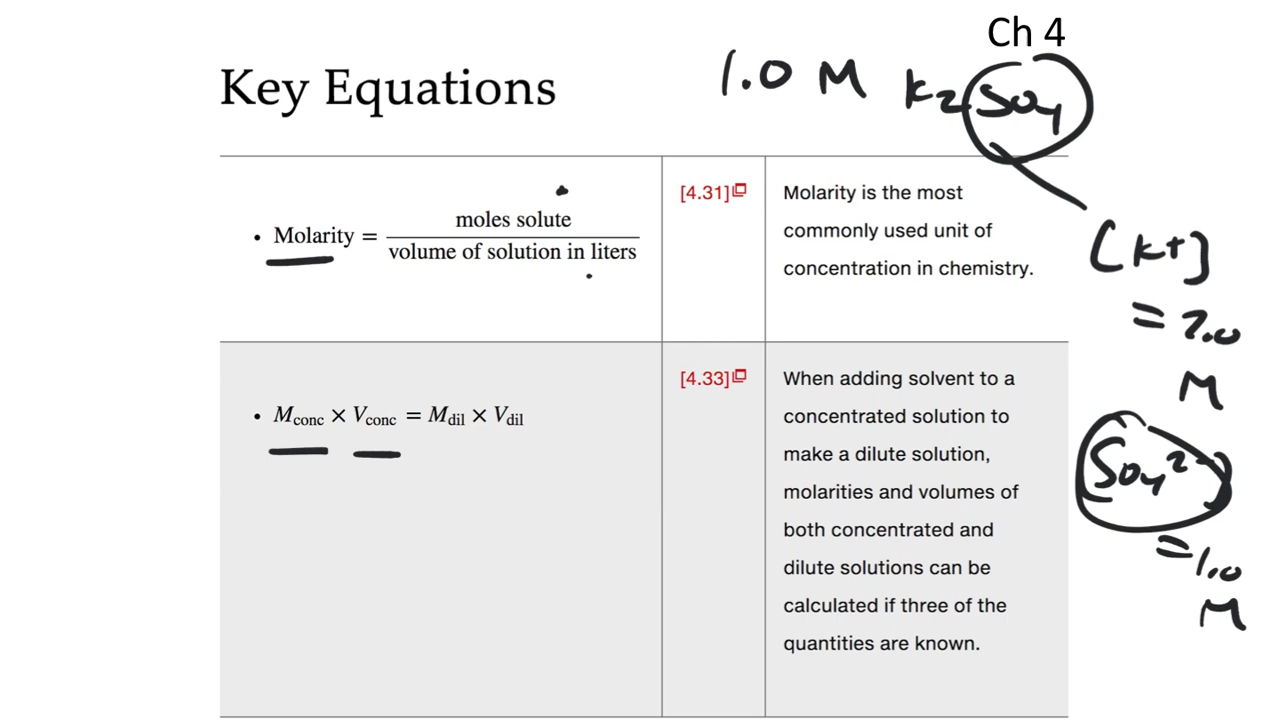 Ch 4
Key Equations
1.0 M K2SO4
• Molarity = moles solute / volume of solution in liters
[4.31]
Molarity is the most
commonly used unit of
concentration in chemistry.
[K+]
= 2.0
M
• Mconc × Vconc = Mdil × Vdil
[4.33]
When adding solvent to a
concentrated solution to
make a dilute solution,
molarities and volumes of
both concentrated and
dilute solutions can be
calculated if three of the
quantities are known.
[SO4 2-]
= 1.0
M